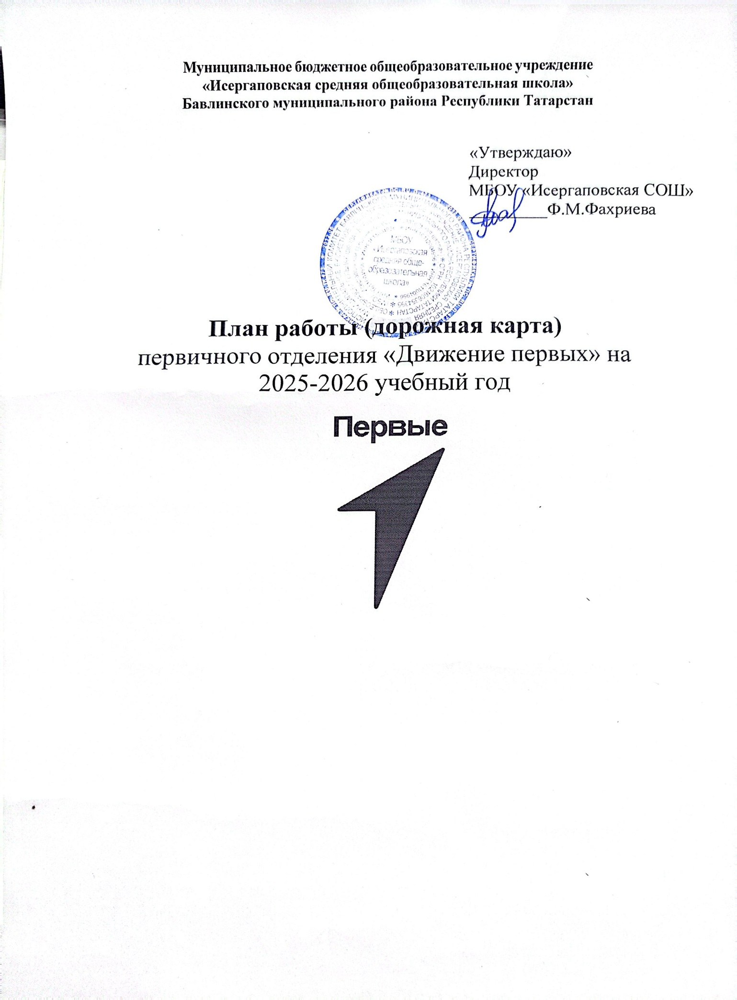 Муниципальное бюджетное общеобразовательное учреждение
«Исергаповская средняя общеобразовательная школа»
Бавлинского муниципального района Республики Татарстан
«Утверждаю»
Директор
МБОУ «Исергаповская СОШ»
Ф.М.Фахриева
МБОУ
«Исергаповская
средняя обще-
образовательная
школа»
План работы (дорожная карта)
первичного отделения «Движение первых» на
2025-2026 учебный год
Первые